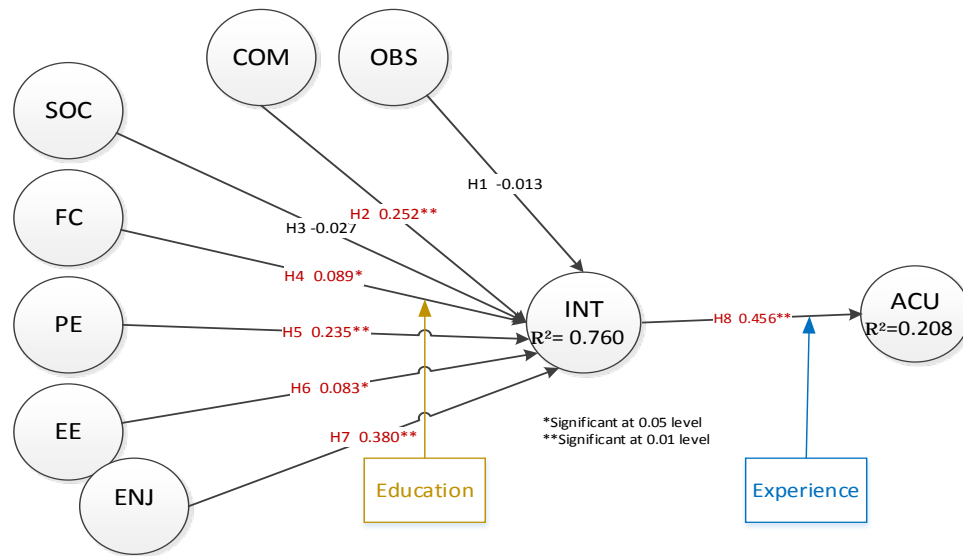 COM
OBS
SOC
H1 -0.013
FC
H2 0.252**
H3 -0.027
H4 0.089*
INT
R²= 0.760
ACU
R²=0.208
PE
H5 0.235**
H8 0.456**
H6 0.083*
EE
*Significant at 0.05 level
**Significant at 0.01 level
H7 0.380**
ENJ
Education
Experience